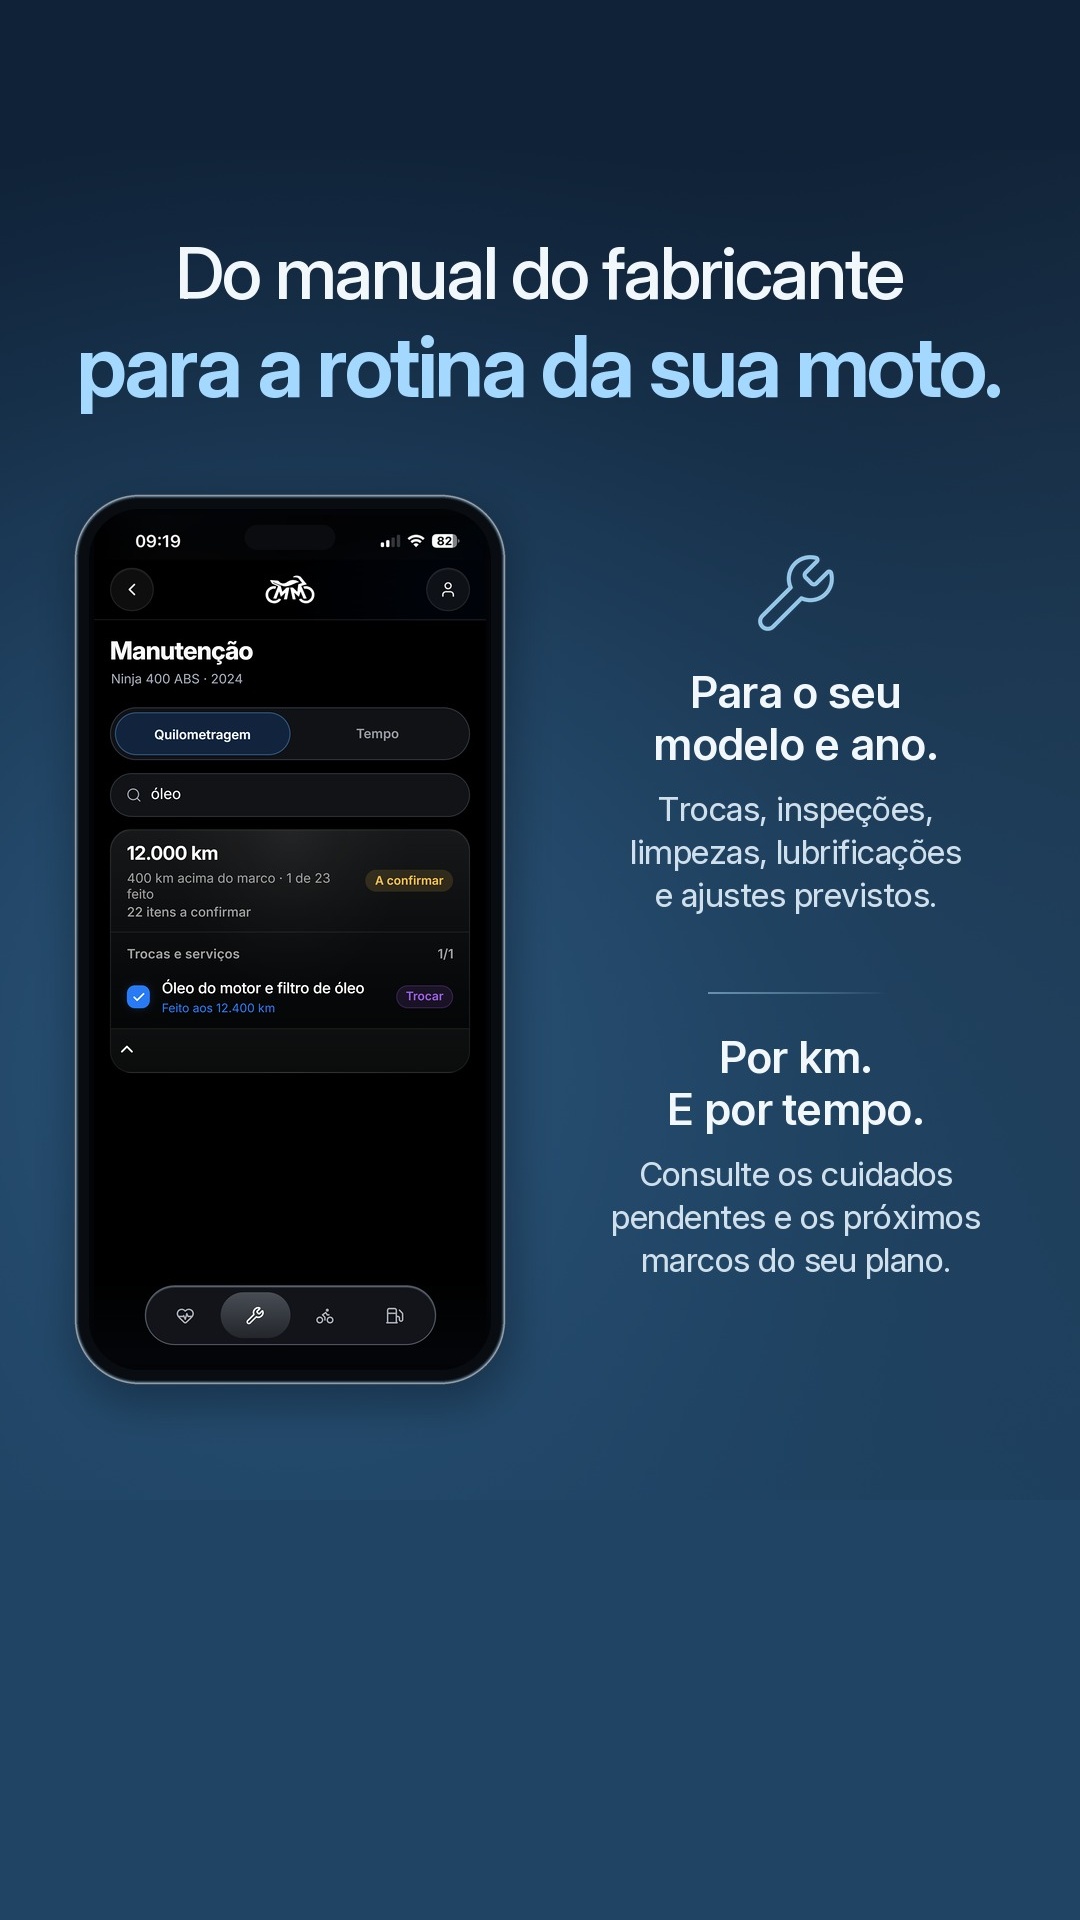 Do manual do fabricante
para a rotina da sua moto.
09:19
82
MM
Manutenção
Ninja 400 ABS · 2024
Quilometragem
Tempo
óleo
12.000 km
400 km acima do marco · 1 de 23
feito
22 itens a confirmar
A confirmar
Trocas e serviços
1/1
Óleo do motor e filtro de óleo
Feito aos 12.400 km
Trocar
Para o seu
modelo e ano.
Trocas, inspeções,
limpezas, lubrificações
e ajustes previstos.
Por km.
E por tempo.
Consulte os cuidados
pendentes e os próximos
marcos do seu plano.